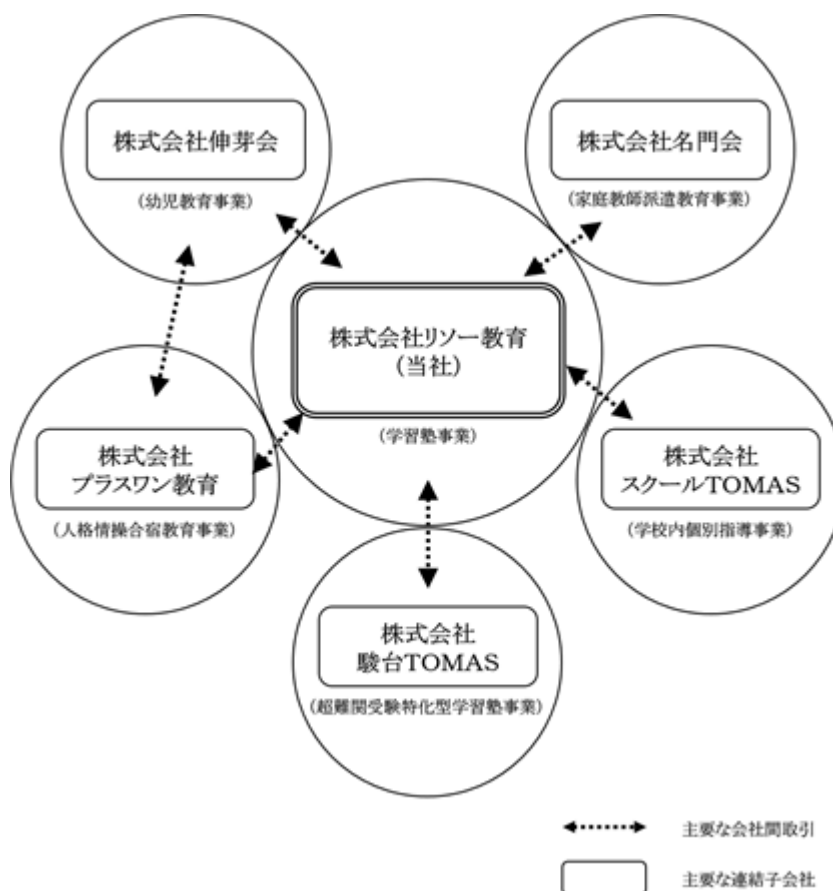 株式会社伸芽会
(幼児教育事業)
株式会社名門会
(家庭教師派遣教育事業)
株式会社リソー教育
(当社)
(学習塾事業)
株式会社
プラスワン教育
(人格情操合宿教育事業)
株式会社
スクールTOMAS
(学校内個別指導事業)
株式会社
駿台TOMAS
(超難関受験特化型学習塾事業)
主要な会社間取引
主要な連結子会社